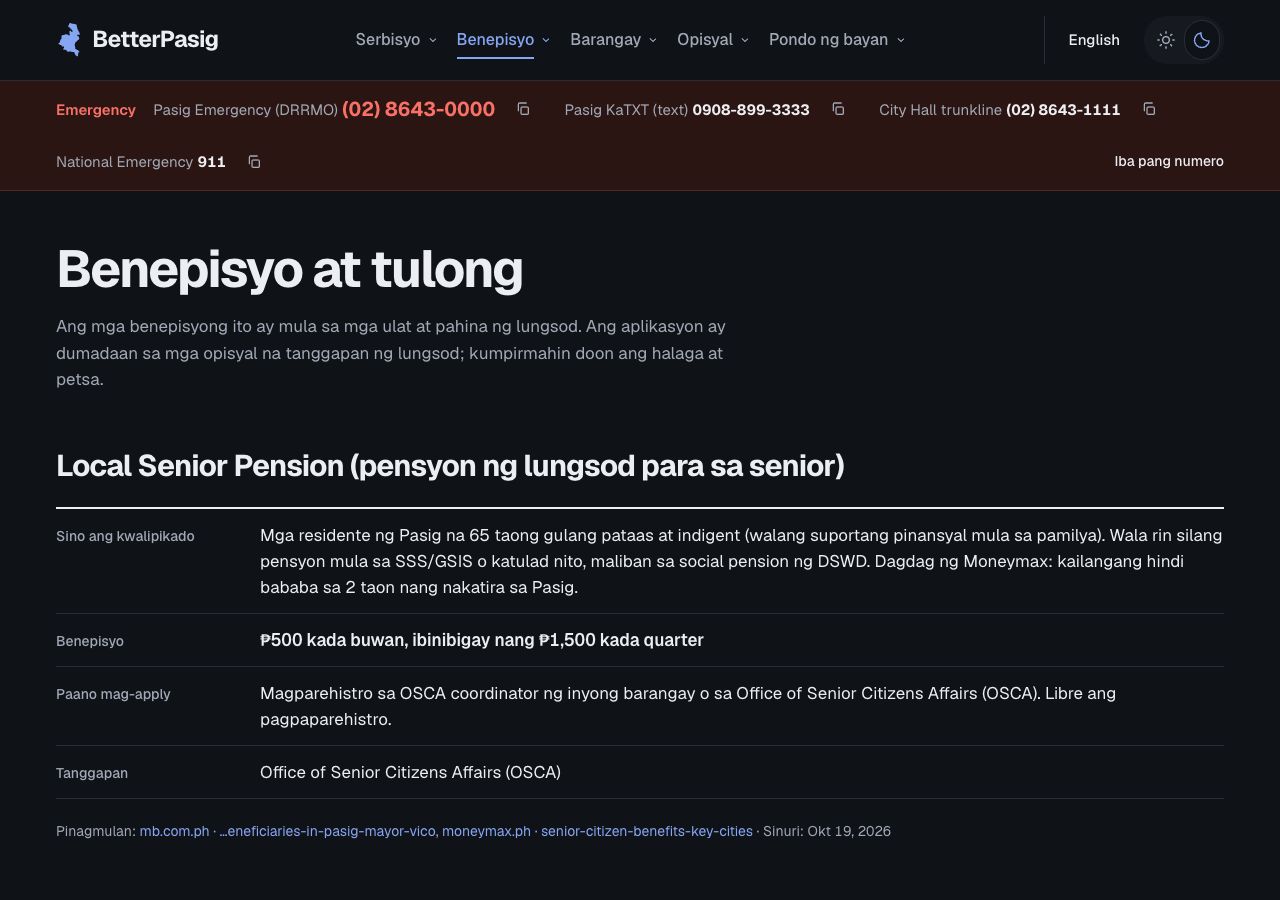 BetterPasig
Serbisyo Benepisyo Barangay Opisyal Pondo ng bayan English
Emergency Pasig Emergency (DRRMO) (02) 8643-0000 Pasig KaTXT (text) 0908-899-3333 City Hall trunkline (02) 8643-1111
National Emergency 911 Iba pang numero
Benepisyo at tulong
Ang mga benepisyong ito ay mula sa mga ulat at pahina ng lungsod. Ang aplikasyon ay
dumadaan sa mga opisyal na tanggapan ng lungsod; kumpirmahin doon ang halaga at
petsa.
Local Senior Pension (pensyon ng lungsod para sa senior)
Sino ang kwalipikado Mga residente ng Pasig na 65 taong gulang pataas at indigent (walang suportang pinansyal mula sa pamilya). Wala rin silang
pensyon mula sa SSS/GSIS o katulad nito, maliban sa social pension ng DSWD. Dagdag ng Moneymax: kailangang hindi
bababa sa 2 taon nang nakatira sa Pasig.
Benepisyo ₱500 kada buwan, ibinibigay nang ₱1,500 kada quarter
Paano mag-apply Magparehistro sa OSCA coordinator ng inyong barangay o sa Office of Senior Citizens Affairs (OSCA). Libre ang
pagpaparehistro.
Tanggapan Office of Senior Citizens Affairs (OSCA)
Pinagmulan: mb.com.ph · …eneficiaries-in-pasig-mayor-vico, moneymax.ph · senior-citizen-benefits-key-cities · Sinuri: Okt 19, 2026